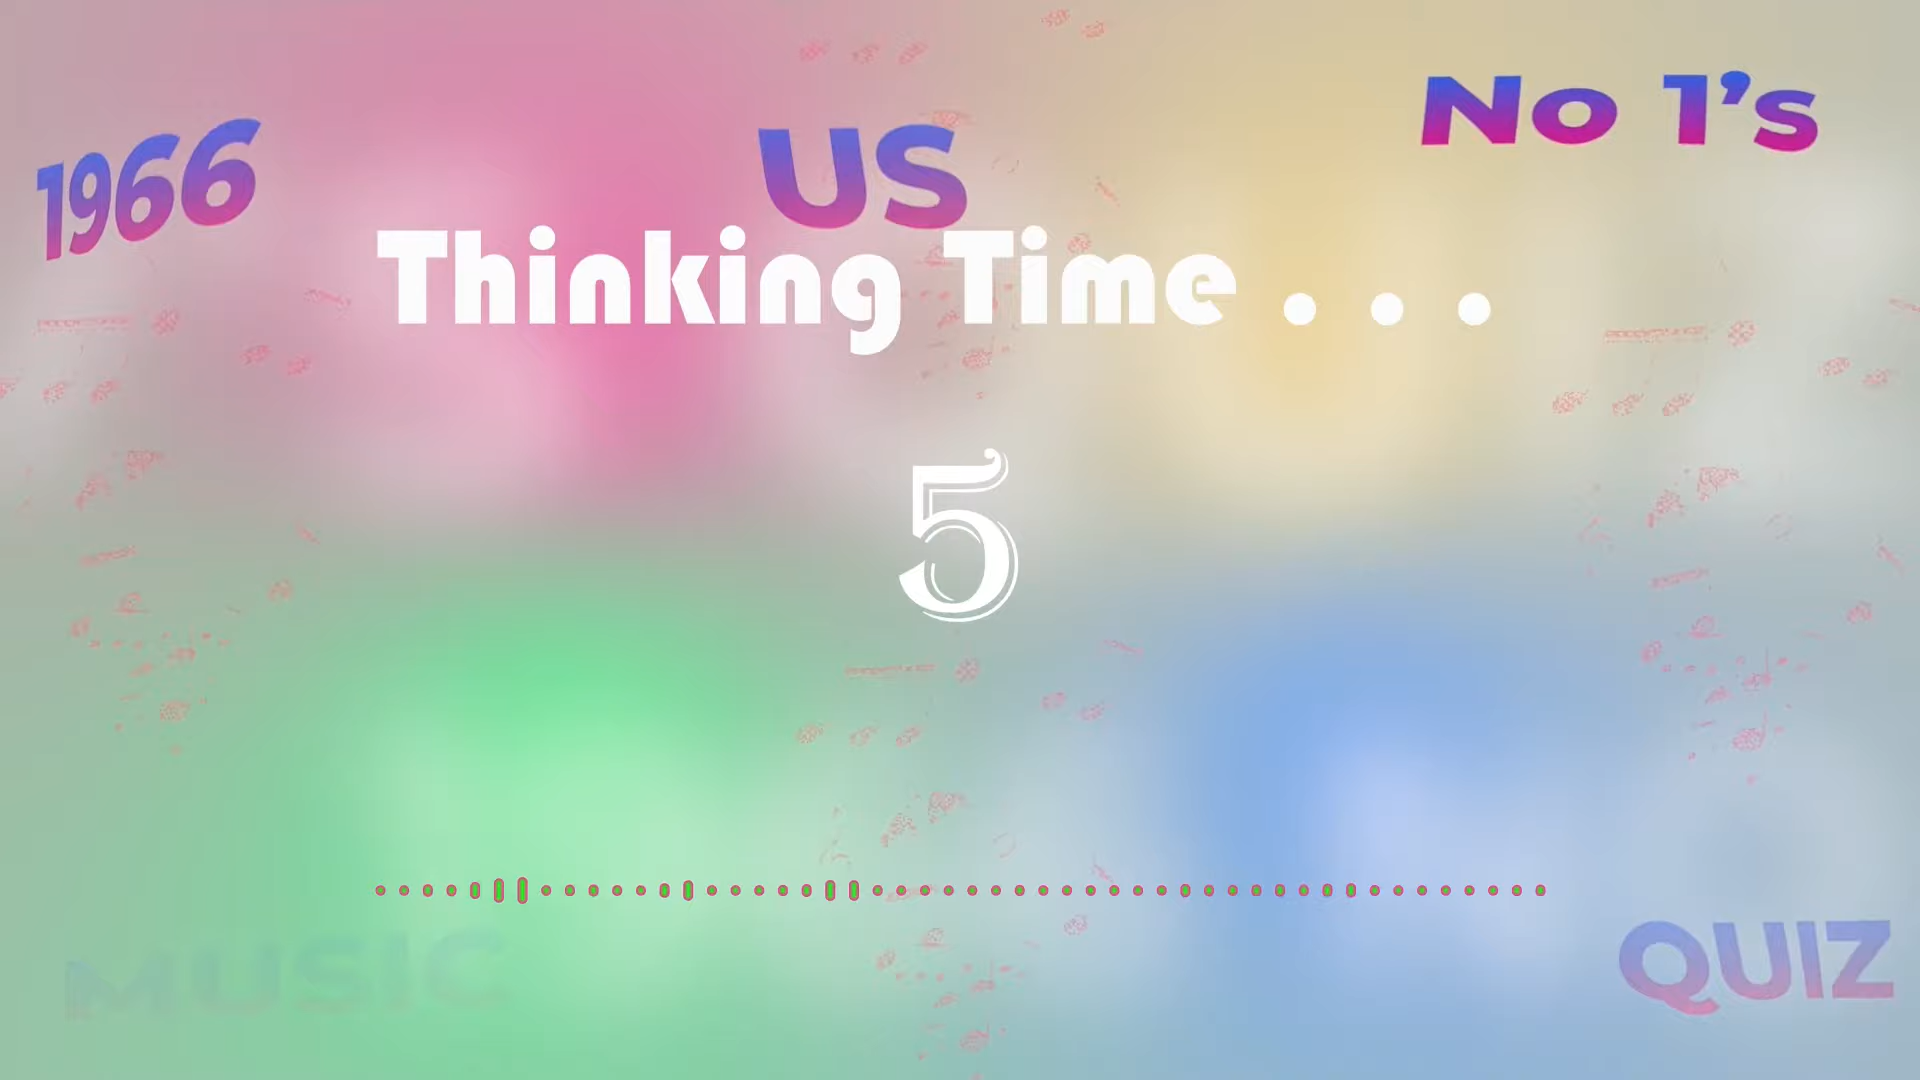 1966
US
No 1's
Thinking Time . . .
5
MUSIC
QUIZ